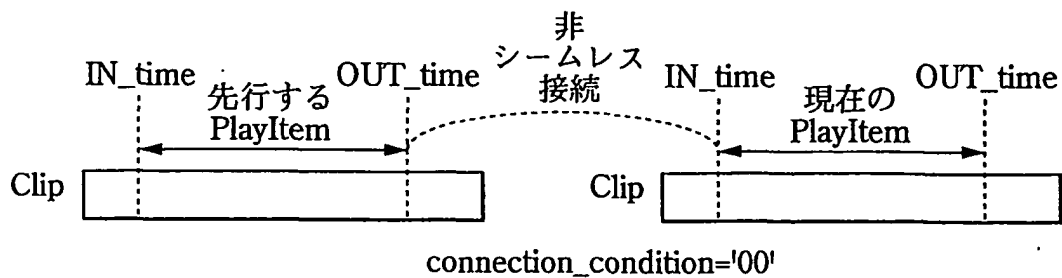 非
シームレス
接続
IN_time
OUT_time
IN_time
OUT_time
先行する
PlayItem
現在の
PlayItem
Clip
Clip
connection_condition='00'